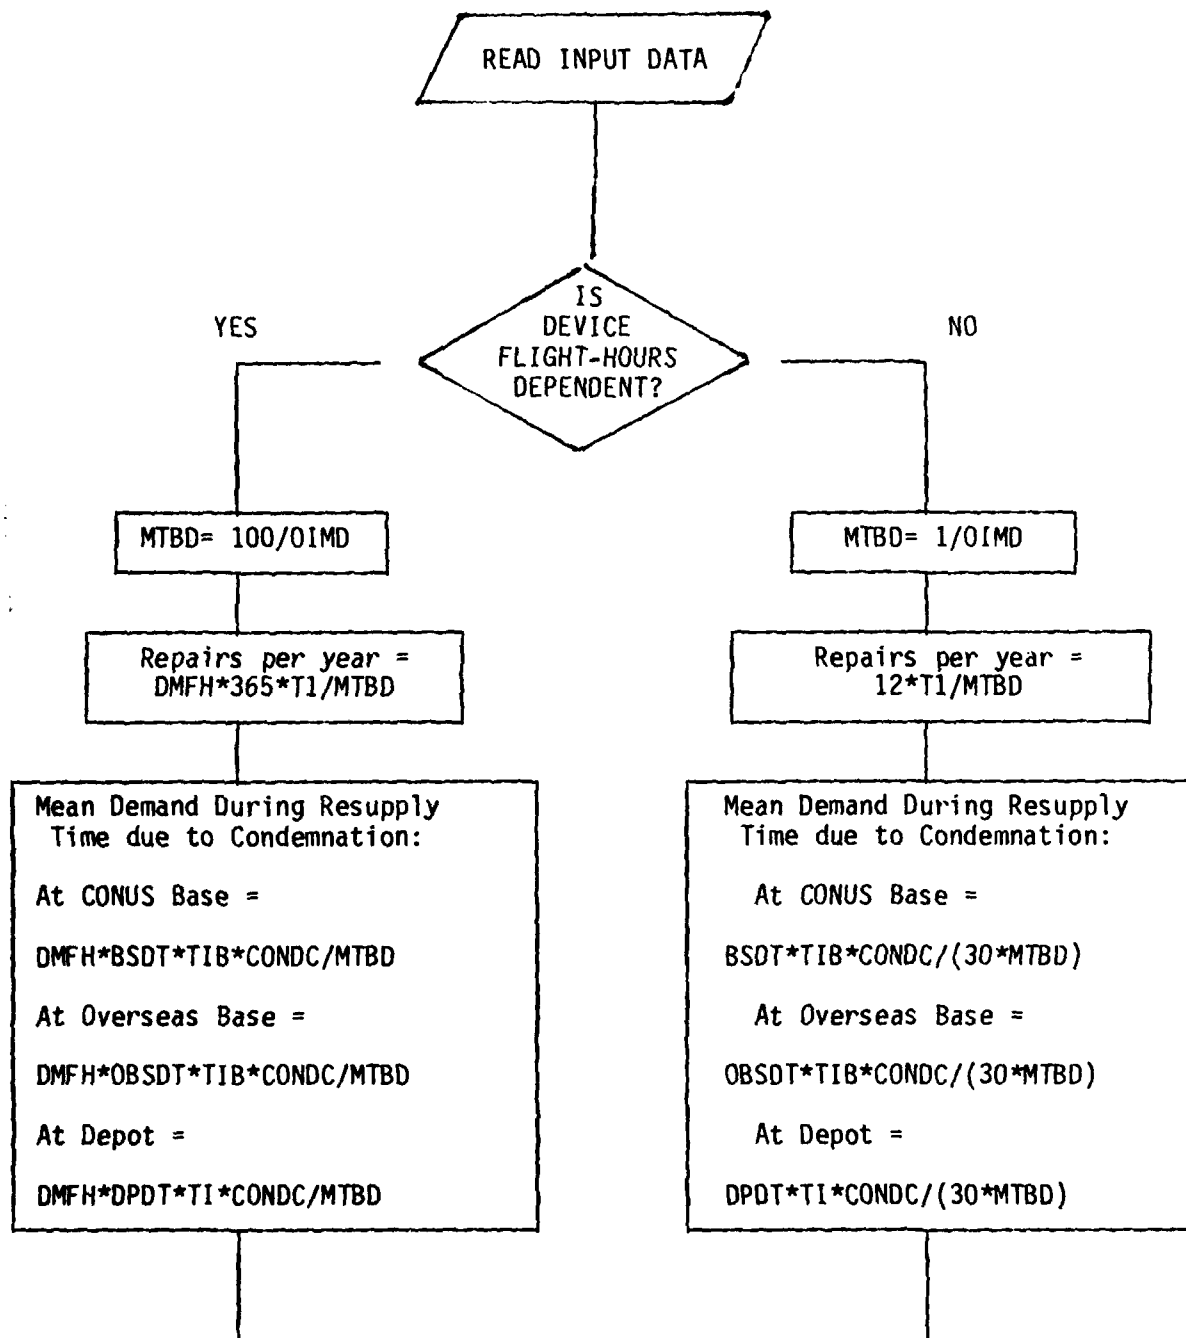 READ INPUT DATA
IS
DEVICE
FLIGHT-HOURS
DEPENDENT?
YES
NO
MTBD= 100/OIMD
MTBD= 1/OIMD
Repairs per year =
DMFH*365*T1/MTBD
Repairs per year =
12*T1/MTBD
Mean Demand During Resupply
Time due to Condemnation:
At CONUS Base =
DMFH*BSDT*TIB*CONDC/MTBD
At Overseas Base =
DMFH*OBSDT*TIB*CONDC/MTBD
At Depot =
DMFH*DPDT*TI*CONDC/MTBD
Mean Demand During Resupply
Time due to Condemnation:
At CONUS Base =
BSDT*TIB*CONDC/(30*MTBD)
At Overseas Base =
OBSDT*TIB*CONDC/(30*MTBD)
At Depot =
DPDT*TI*CONDC/(30*MTBD)